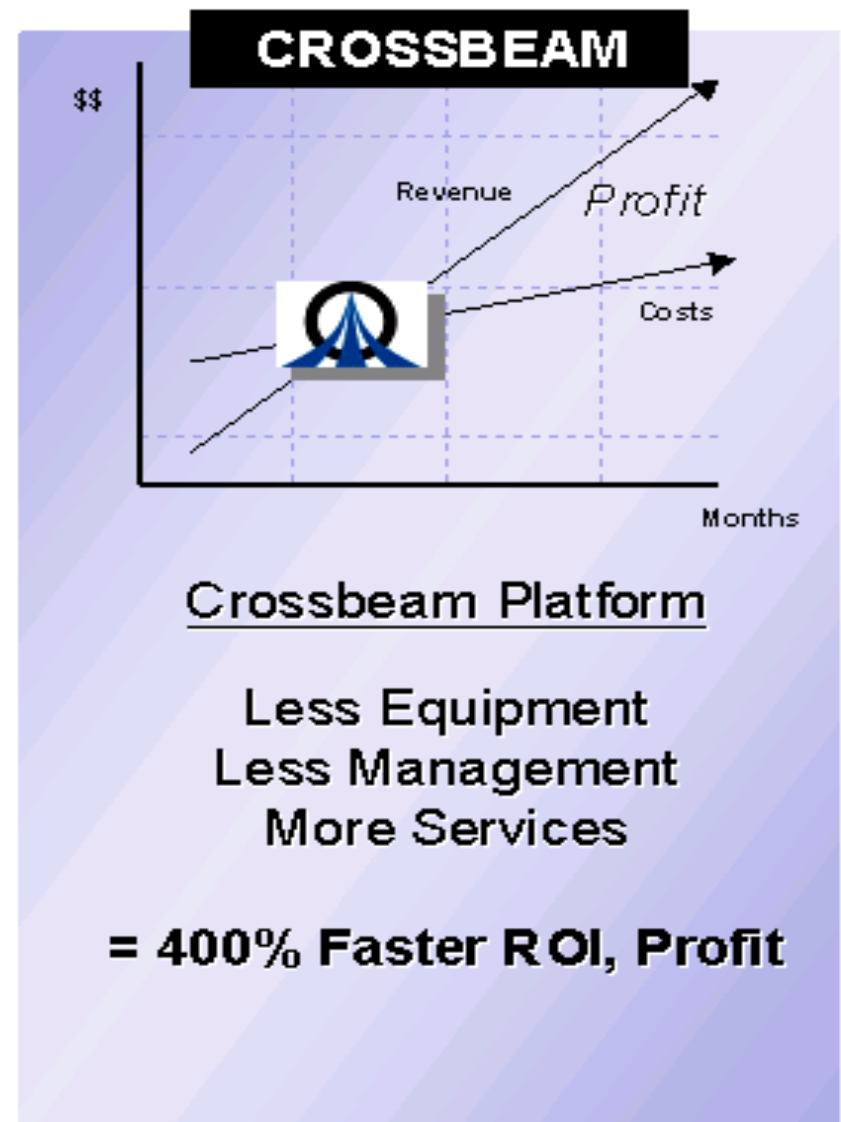 CROSSBEAM
$$
Revenue
Profit
Costs
Months
Crossbeam Platform
Less Equipment
Less Management
More Services
= 400% Faster ROI, Profit